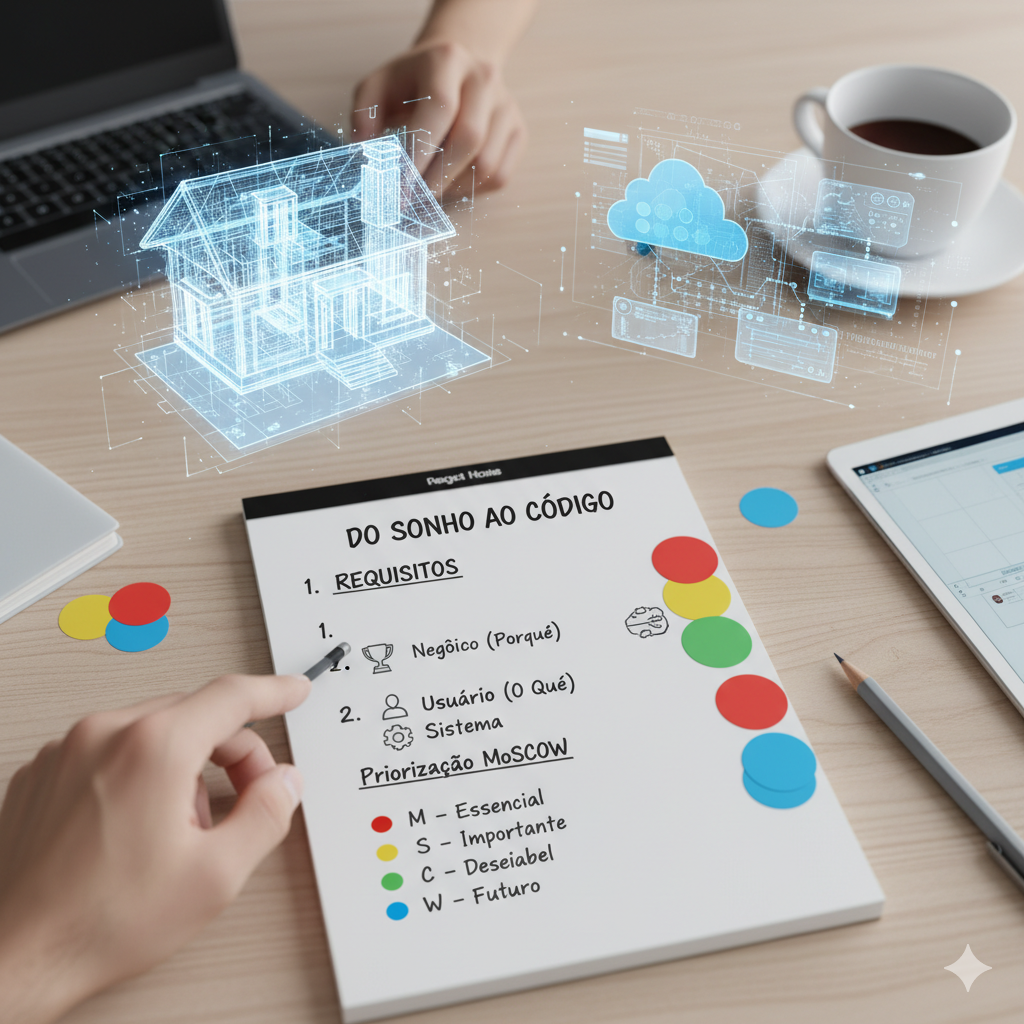 DO SONHO AO CÓDIGO
1. REQUISITOS
1.
2. Negôico (Porqué)
2. Usuário (O Qué)
Sistema
Priorização MoSCOW
M – Essencial
S – Importante
C – Deseiabel
W – Futuro